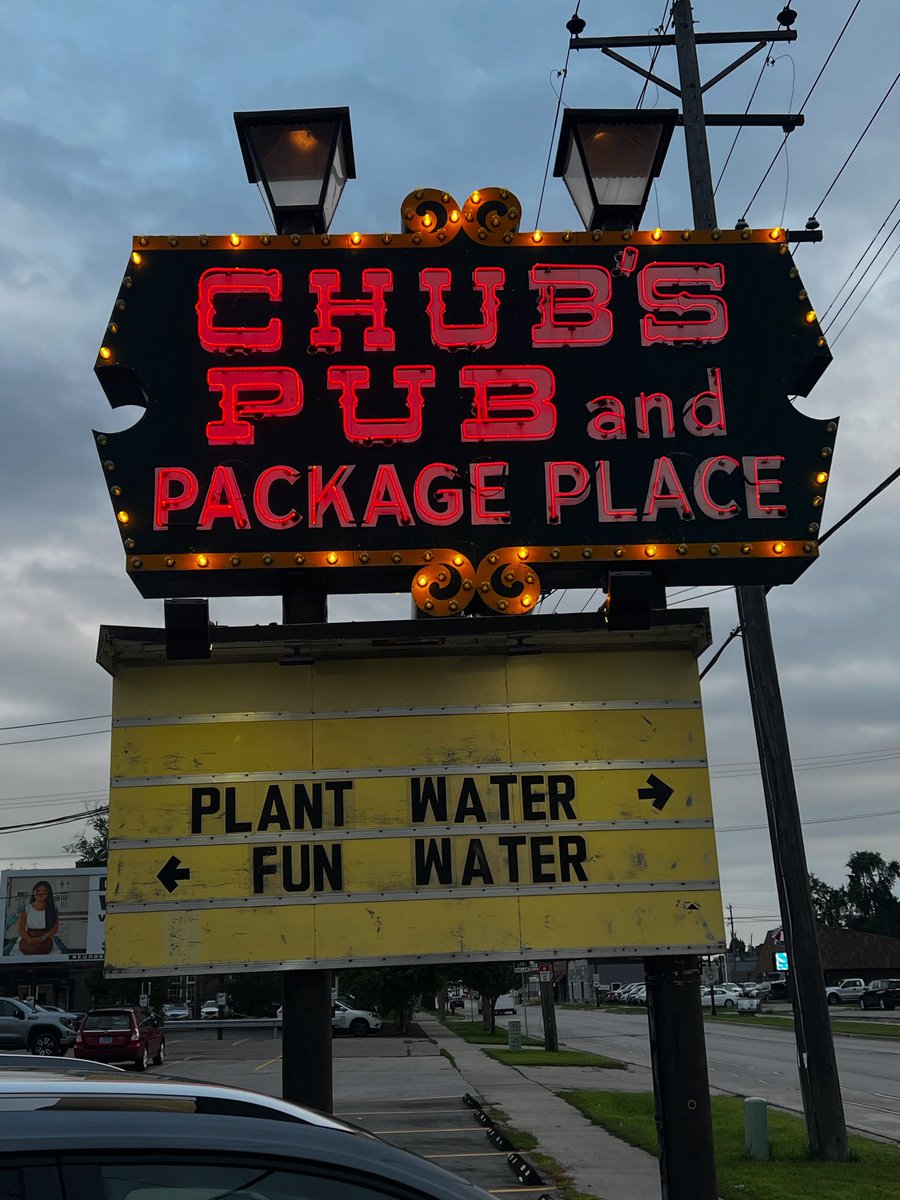 CHUB'S
PUB and
PACKAGE PLACE
PLANT WATER →
← FUN WATER